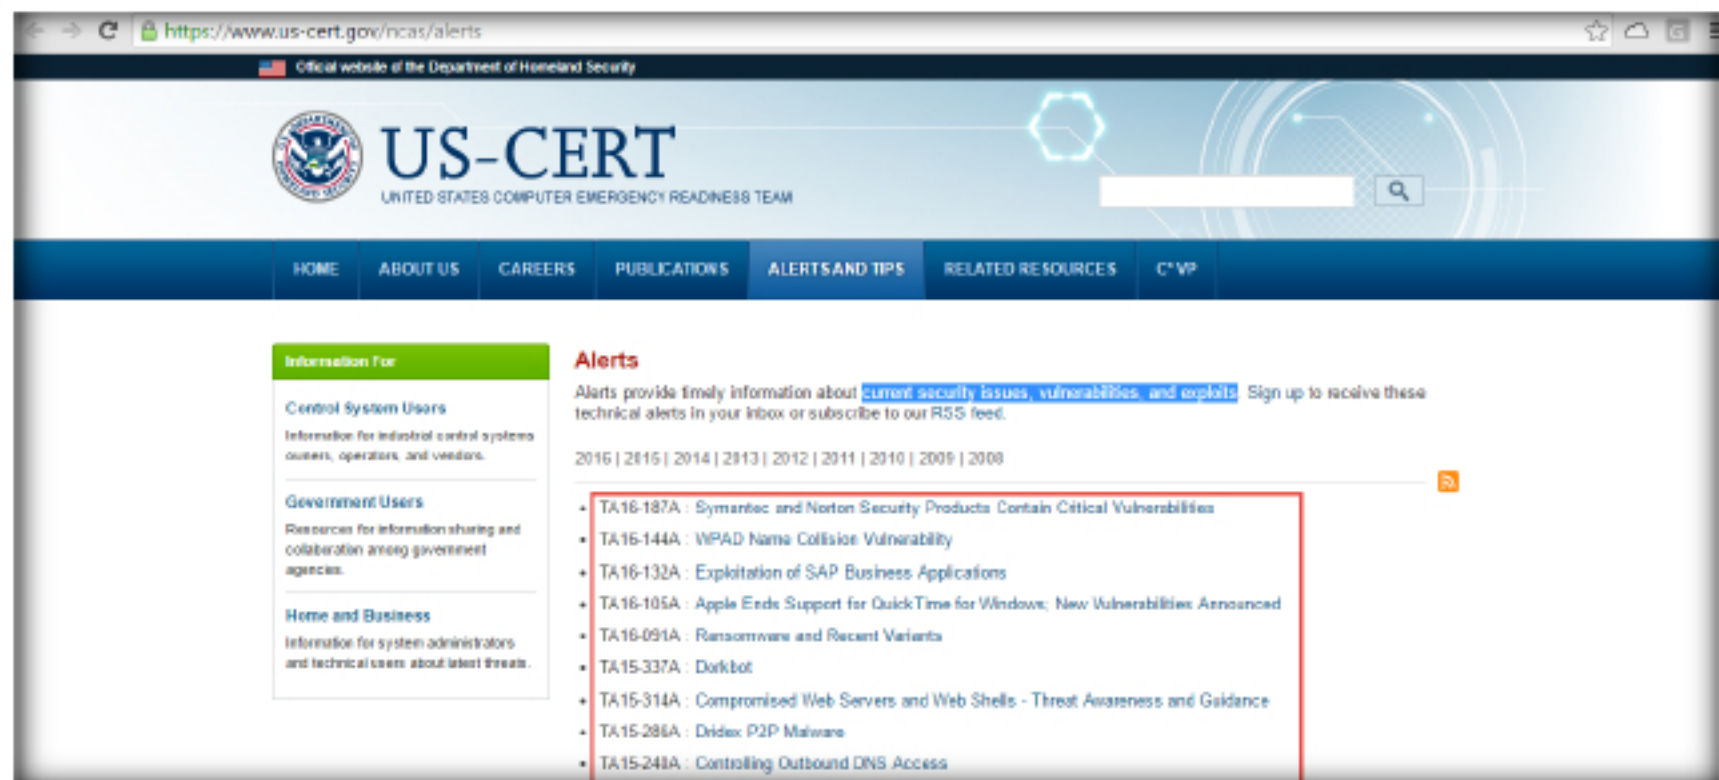 https://www.us-cert.gov/ncas/alerts
Official website of the Department of Homeland Security
US-CERT
UNITED STATES COMPUTER EMERGENCY READINESS TEAM
HOME ABOUT US CAREERS PUBLICATIONS ALERTS AND TIPS RELATED RESOURCES C³ VP
Information For
Control System Users
Information for industrial control systems
owners, operators, and vendors.
Government Users
Resources for information sharing and
collaboration among government
agencies.
Home and Business
Information for system administrators
and technical users about latest threats.
Alerts
Alerts provide timely information about current security issues, vulnerabilities, and exploits. Sign up to receive these
technical alerts in your inbox or subscribe to our RSS feed.
2016 | 2015 | 2014 | 2013 | 2012 | 2011 | 2010 | 2009 | 2008
TA16-187A : Symantec and Norton Security Products Contain Critical Vulnerabilities
TA16-144A : WPAD Name Collision Vulnerability
TA16-132A : Exploitation of SAP Business Applications
TA16-105A : Apple Ends Support for QuickTime for Windows; New Vulnerabilities Announced
TA16-091A : Ransomware and Recent Variants
TA15-337A : Dorkbot
TA15-314A : Compromised Web Servers and Web Shells - Threat Awareness and Guidance
TA15-286A : Dridex P2P Malware
TA15-240A : Controlling Outbound DNS Access